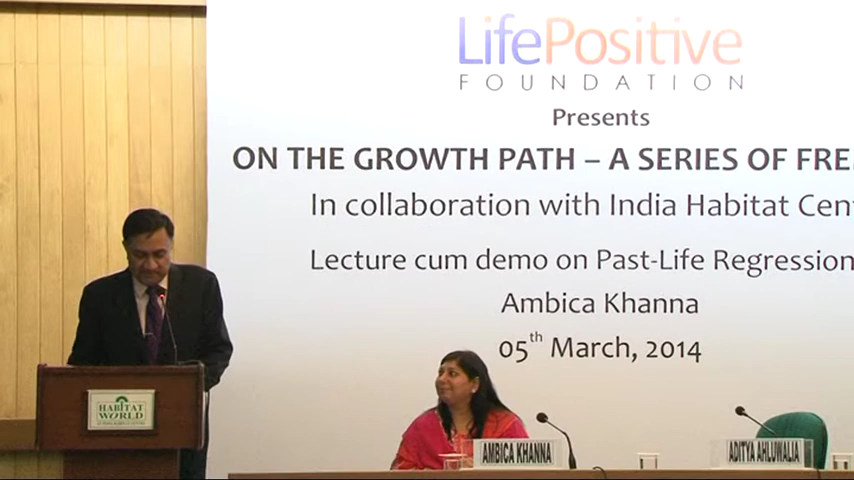 LifePositive
FOUNDATION
Presents
ON THE GROWTH PATH – A SERIES OF FRE
In collaboration with India Habitat Cen
Lecture cum demo on Past-Life Regression
Ambica Khanna
05th March, 2014
HABITAT
WORLD
AMBICA KHANNA
ADITYA AHLUWALIA